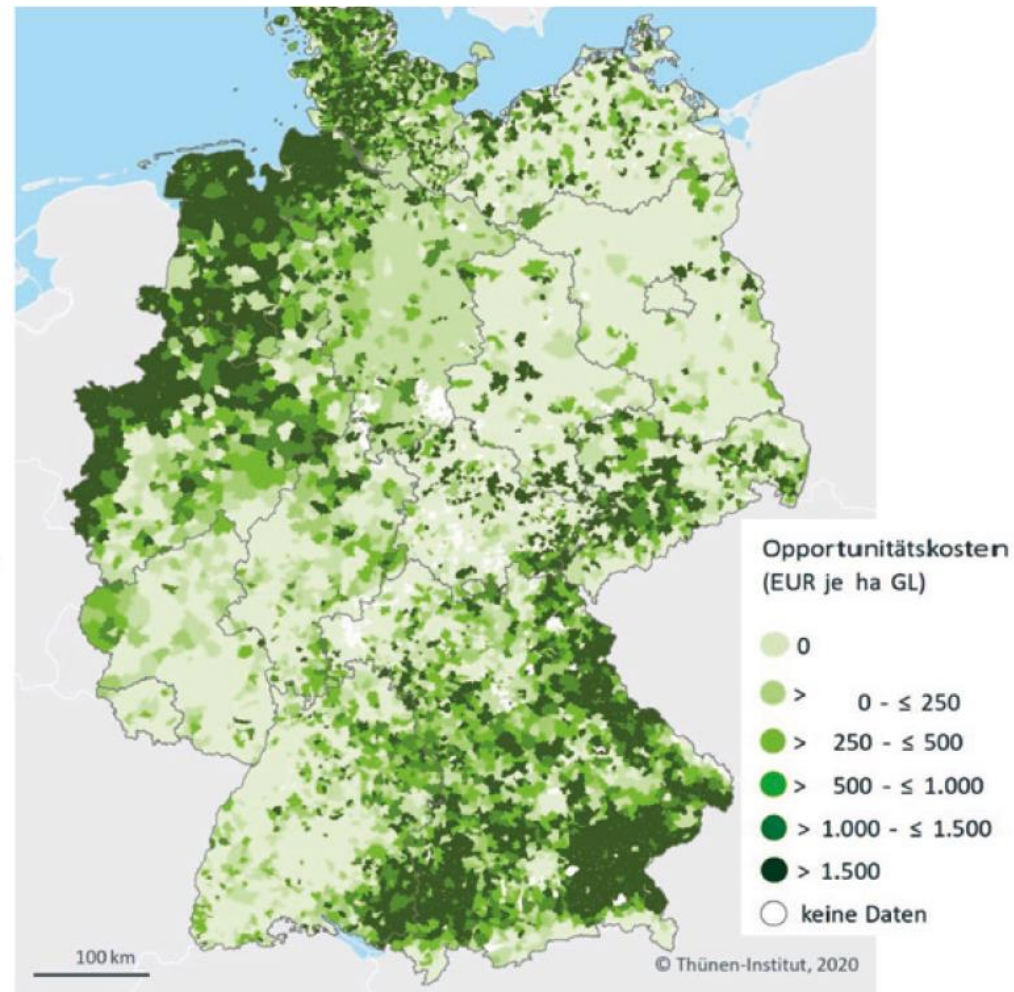 Opportunitätskosten
(EUR je ha GL)
0
> 0 - ≤ 250
> 250 - ≤ 500
> 500 - ≤ 1.000
> 1.000 - ≤ 1.500
> 1.500
keine Daten
100 km
© Thünen-Institut, 2020